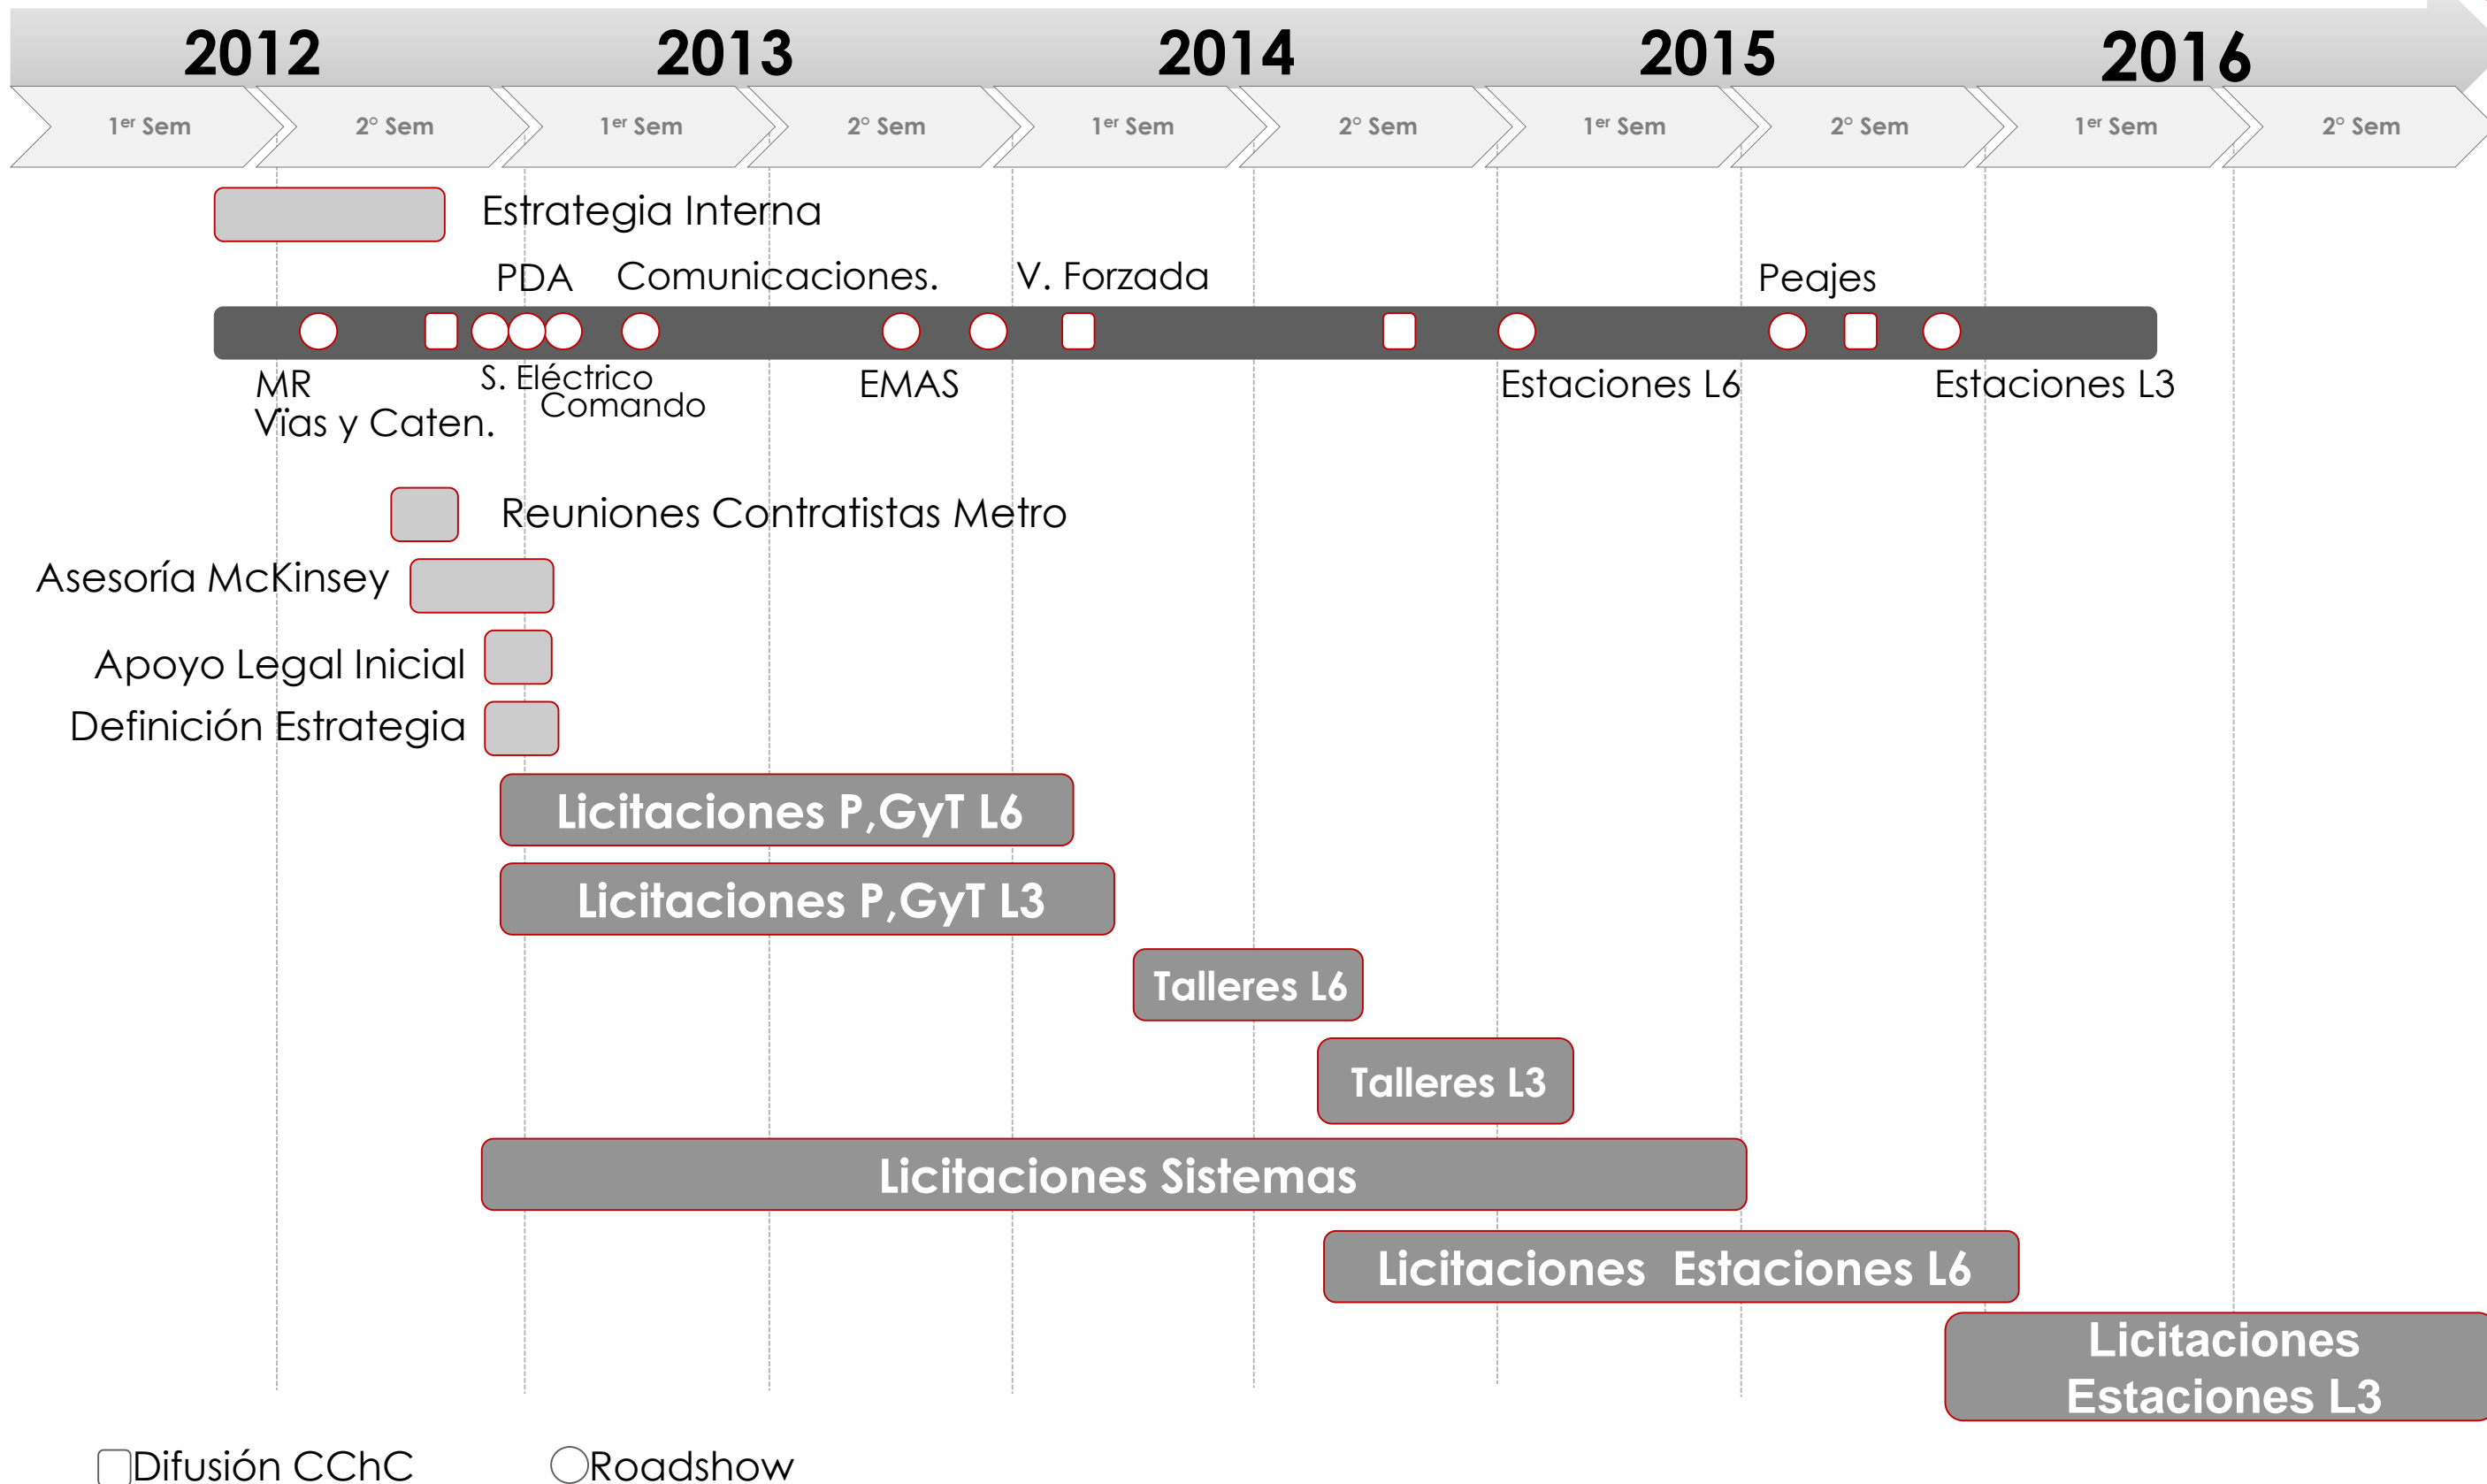 2012 2013 2014 2015 2016
1er Sem 2° Sem 1er Sem 2° Sem 1er Sem 2° Sem 1er Sem 2° Sem 1er Sem 2° Sem
Estrategia Interna
PDA Comunicaciones. V. Forzada Peajes
MR S. Eléctrico EMAS Estaciones L6 Estaciones L3
Comando
Vïas y Caten.
Reuniones Contratistas Metro
Asesoría McKinsey
Apoyo Legal Inicial
Definición Estrategia
Licitaciones P,GyT L6
Licitaciones P,GyT L3
Talleres L6
Talleres L3
Licitaciones Sistemas
Licitaciones Estaciones L6
Licitaciones
Estaciones L3
Difusión CChC Roadshow